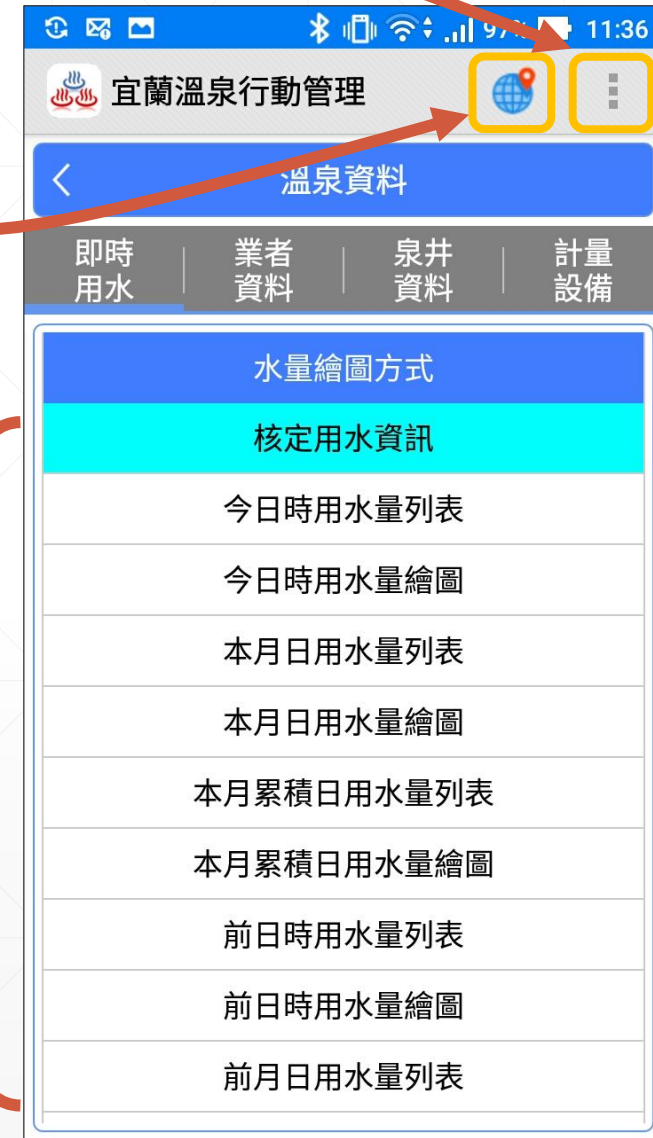 97% 11:36
宜蘭溫泉行動管理
溫泉資料
即時用水 業者資料 泉井資料 計量設備
水量繪圖方式
核定用水資訊
今日時用水量列表
今日時用水量繪圖
本月日用水量列表
本月日用水量繪圖
本月累積日用水量列表
本月累積日用水量繪圖
前日時用水量列表
前日時用水量繪圖
前月日用水量列表